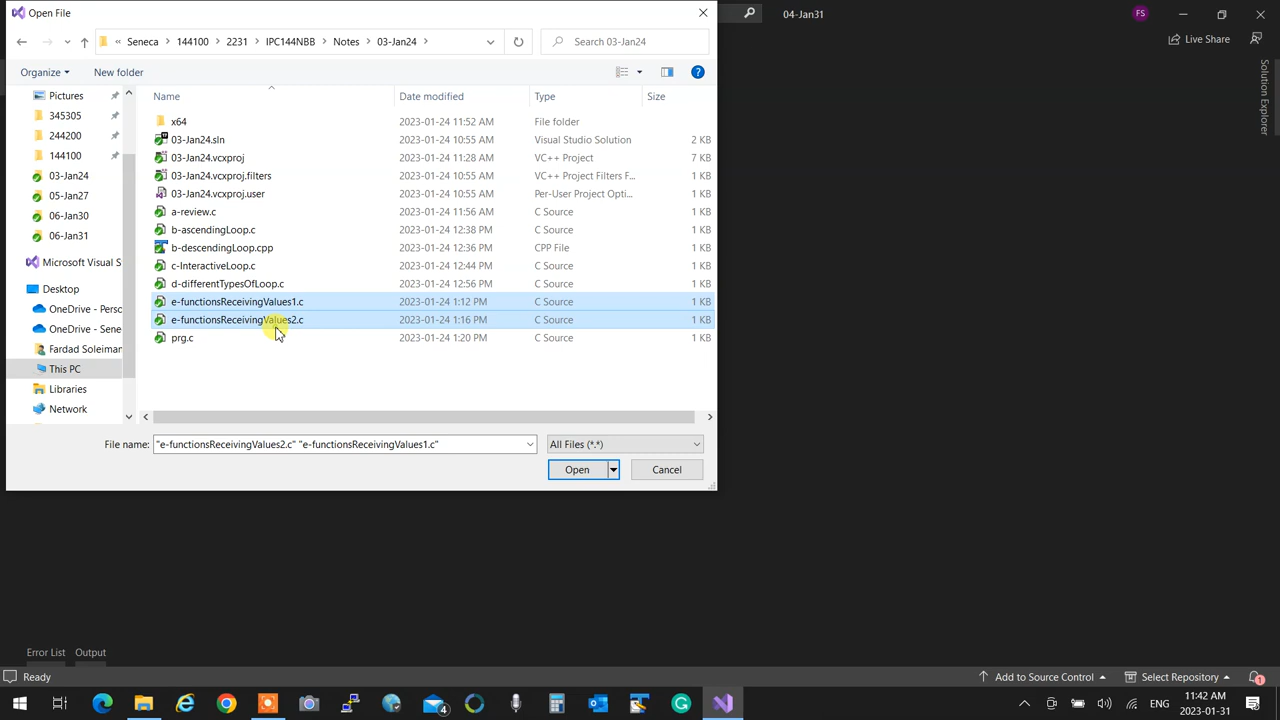 Open File
04-Jan31
FS
« Seneca > 144100 > 2231 > IPC144NBB > Notes > 03-Jan24 >
Search 03-Jan24
Live Share
Organize
New folder
Solution Explorer
Name
Date modified
Type
Size
Pictures
345305
244200
144100
03-Jan24
05-Jan27
06-Jan30
06-Jan31
Microsoft Visual S
Desktop
OneDrive - Perso
OneDrive - Sene
Fardad Soleiman
This PC
Libraries
Network
x64 2023-01-24 11:52 AM File folder
03-Jan24.sln 2023-01-24 10:55 AM Visual Studio Solution 2 KB
03-Jan24.vcxproj 2023-01-24 11:28 AM VC++ Project 7 KB
03-Jan24.vcxproj.filters 2023-01-24 10:55 AM VC++ Project Filters F... 1 KB
03-Jan24.vcxproj.user 2023-01-24 10:55 AM Per-User Project Opti... 1 KB
a-review.c 2023-01-24 11:56 AM C Source 1 KB
b-ascendingLoop.c 2023-01-24 12:38 PM C Source 1 KB
b-descendingLoop.cpp 2023-01-24 12:36 PM CPP File 1 KB
c-InteractiveLoop.c 2023-01-24 12:44 PM C Source 1 KB
d-differentTypesOfLoop.c 2023-01-24 12:56 PM C Source 1 KB
e-functionsReceivingValues1.c 2023-01-24 1:12 PM C Source 1 KB
e-functionsReceivingValues2.c 2023-01-24 1:16 PM C Source 1 KB
prg.c 2023-01-24 1:20 PM C Source 1 KB
File name: "e-functionsReceivingValues2.c" "e-functionsReceivingValues1.c"
All Files (*.*)
Open
Cancel
Error List
Output
Ready
Add to Source Control
Select Repository
1
4
ENG
11:42 AM
2023-01-31